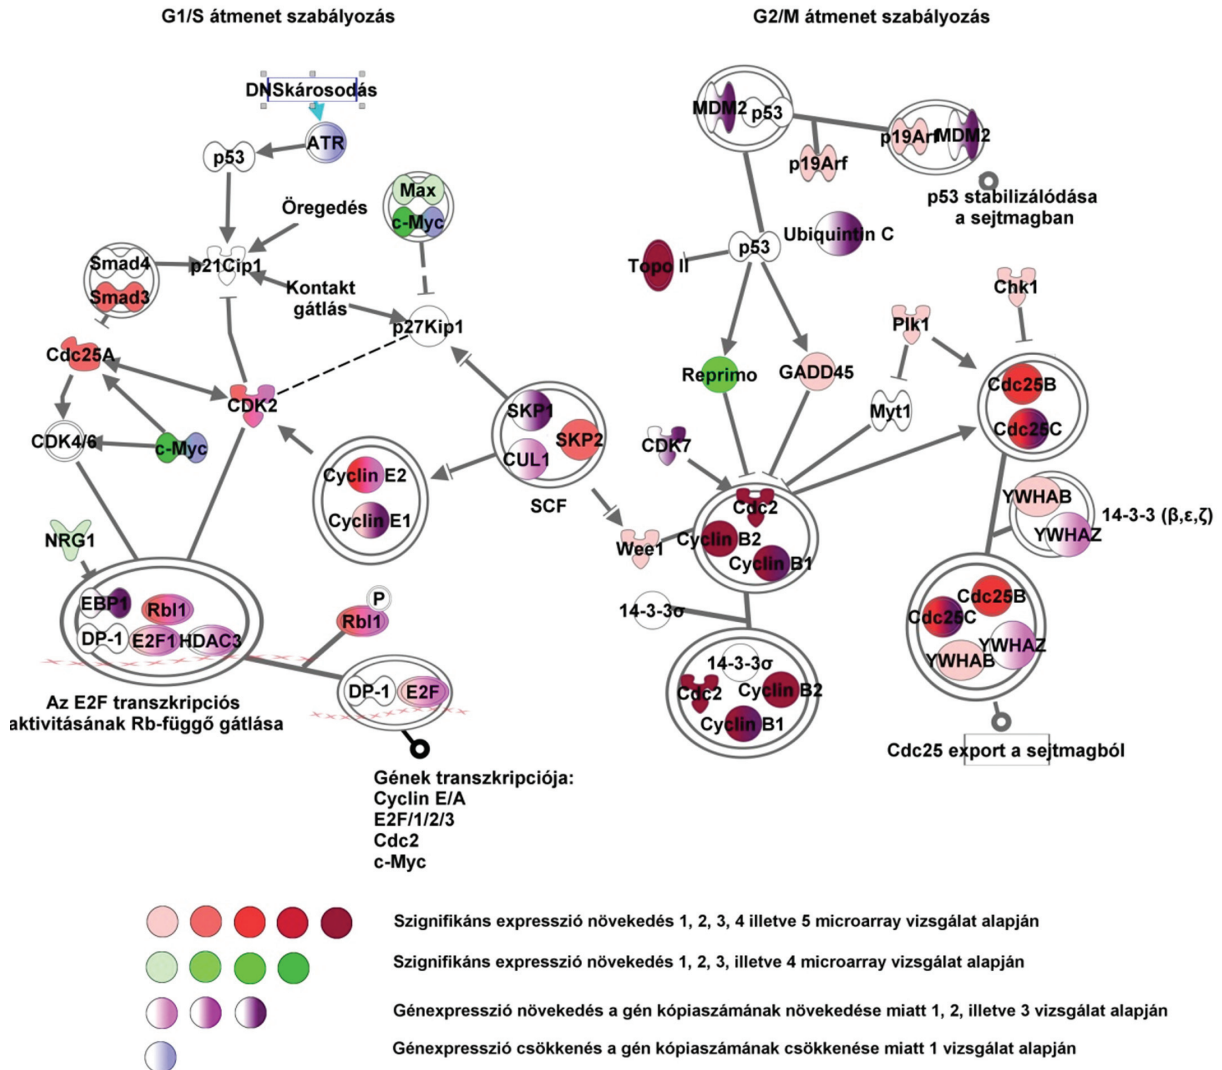 G1/S átmenet szabályozás
G2/M átmenet szabályozás
DNSkárosodás
ATR
p53
Max
c-Myc
Öregedés
Smad4
Smad3
p21Cip1
Kontakt
gátlás
p27Kip1
Cdc25A
CDK2
CDK4/6
c-Myc
SKP1
SKP2
CUL1
SCF
Cyclin E2
Cyclin E1
NRG1
EBP1
Rbl1
DP-1
E2F1
HDAC3
P
Rbl1
DP-1
E2F
Az E2F transzkripciós
aktivitásának Rb-függő gátlása
Gének transzkripciója:
Cyclin E/A
E2F/1/2/3
Cdc2
c-Myc
MDM2
p53
p19Arf
p19Arf
MDM2
p53 stabilizálódása
a sejtmagban
p53
Ubiquintin C
Topo II
Chk1
Plk1
Reprimo
GADD45
Myt1
Cdc25B
Cdc25C
CDK7
Cdc2
Cyclin B2
Cyclin B1
Wee1
YWHAB
YWHAZ
14-3-3 (β,ε,ζ)
14-3-3σ
14-3-3σ
Cdc2
Cyclin B2
Cyclin B1
Cdc25B
Cdc25C
YWHAZ
YWHAB
Cdc25 export a sejtmagból
Szignifikáns expresszió növekedés 1, 2, 3, 4 illetve 5 microarray vizsgálat alapján
Szignifikáns expresszió növekedés 1, 2, 3, illetve 4 microarray vizsgálat alapján
Génexpresszió növekedés a gén kópiaszámának növekedése miatt 1, 2, illetve 3 vizsgálat alapján
Génexpresszió csökkenés a gén kópiaszámának csökkenése miatt 1 vizsgálat alapján